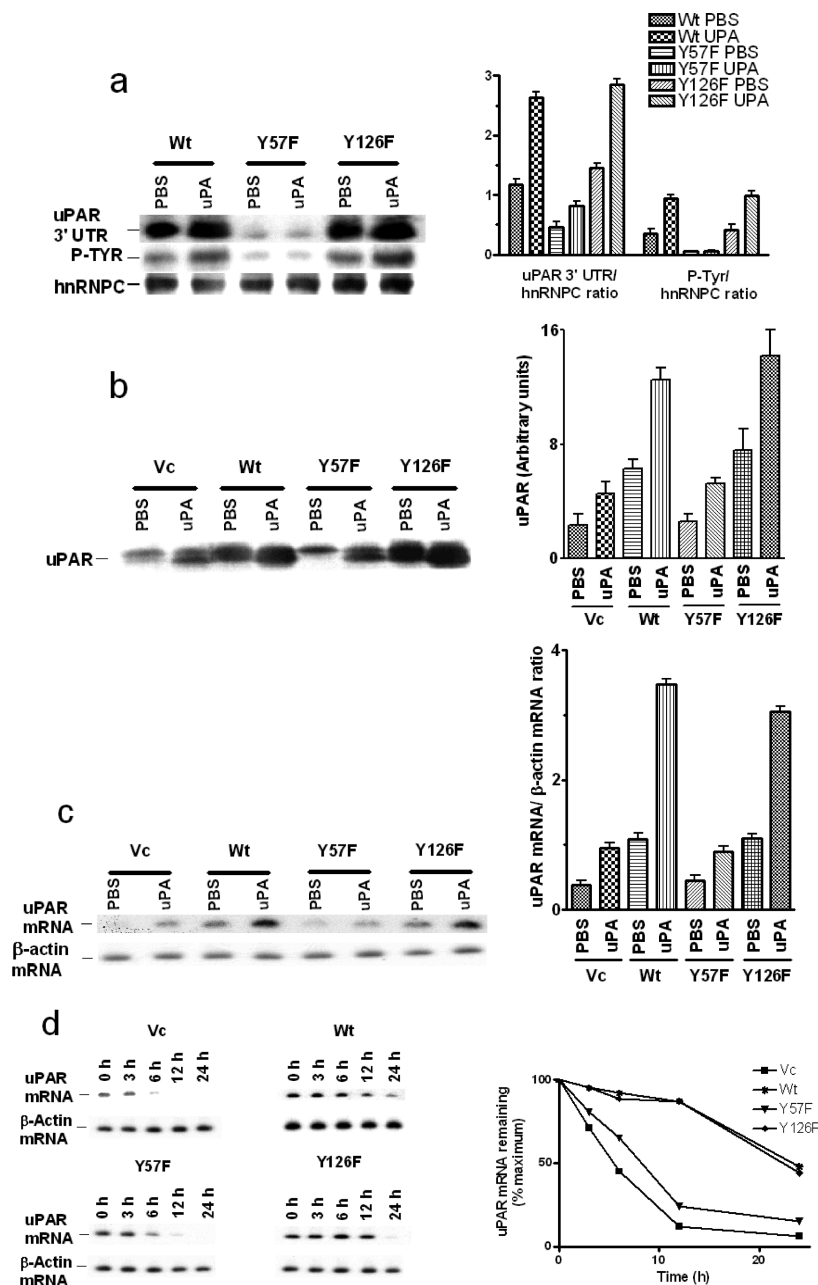 a
Wt Y57F Y126F
PBS uPA PBS uPA PBS uPA
uPAR
3' UTR
P-TYR
hnRNPC
Wt PBS
Wt UPA
Y57F PBS
Y57F UPA
Y126F PBS
Y126F UPA
3
2
1
0
uPAR 3' UTR/
hnRNPC ratio
P-Tyr/
hnRNPC ratio
b
Vc Wt Y57F Y126F
PBS uPA PBS uPA PBS uPA PBS uPA
uPAR
uPAR (Arbitrary units)
16
8
0
PBS uPA PBS uPA PBS uPA PBS uPA
Vc Wt Y57F Y126F
c
Vc Wt Y57F Y126F
PBS uPA PBS uPA PBS uPA PBS uPA
uPAR
mRNA
β-actin
mRNA
uPAR mRNA/ β-actin mRNA ratio
4
2
0
PBS uPA PBS uPA PBS uPA PBS uPA
Vc Wt Y57F Y126F
d
Vc
0 h 3 h 6 h 12 h 24 h
uPAR
mRNA
β-Actin
mRNA
Wt
0 h 3 h 6 h 12 h 24 h
Y57F
0 h 3 h 6 h 12 h 24 h
uPAR
mRNA
β-Actin
mRNA
Y126F
0 h 3 h 6 h 12 h 24 h
Vc
Wt
Y57F
Y126F
uPAR mRNA remaining
(% maximum)
100
50
0
0 10 20
Time (h)